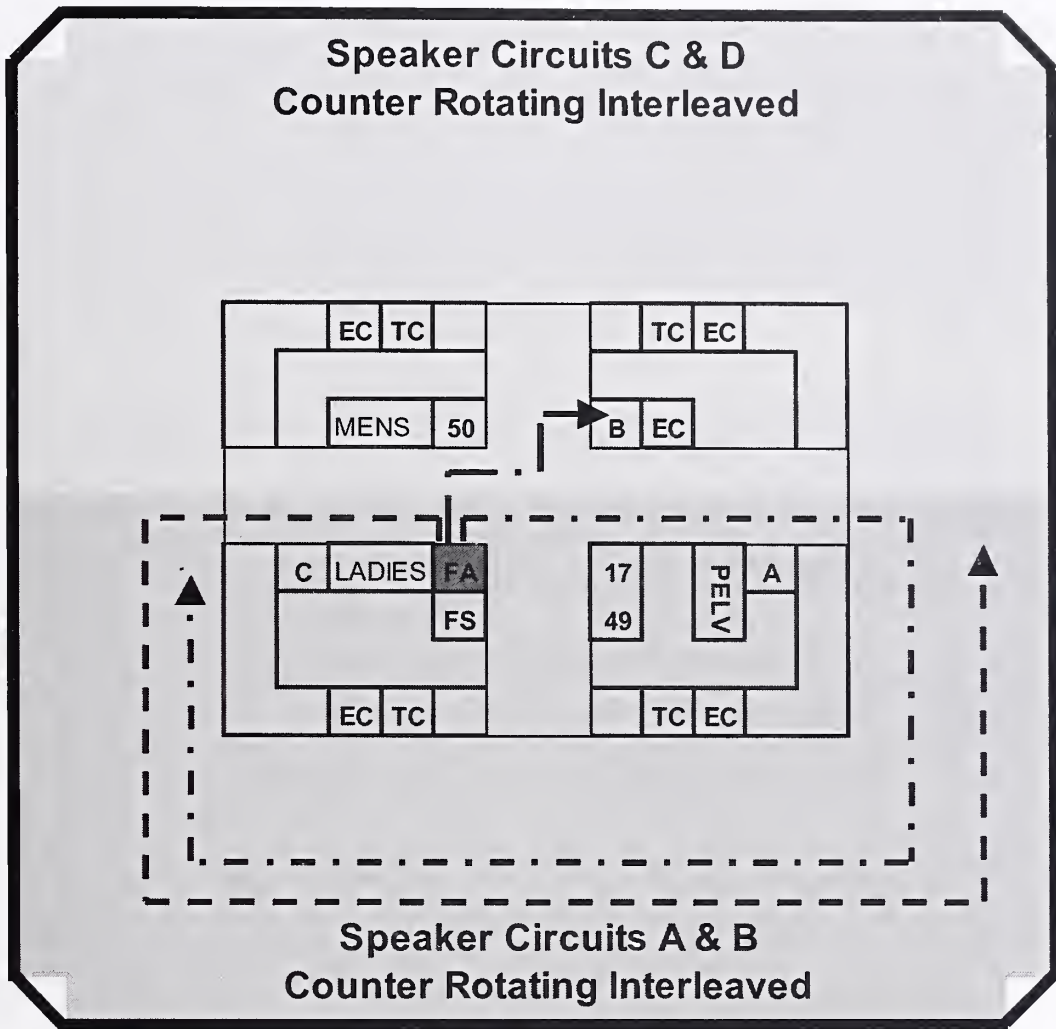 Speaker Circuits C & D
Counter Rotating Interleaved
EC TC
TC EC
MENS 50
B EC
C LADIES FA
17
PELV
A
FS
49
EC TC
TC EC
Speaker Circuits A & B
Counter Rotating Interleaved